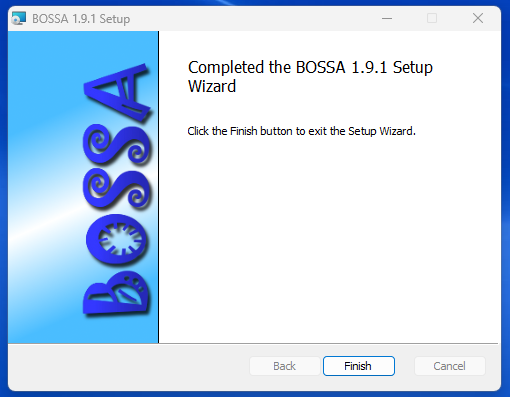 BOSSA 1.9.1 Setup
BOSSA
Completed the BOSSA 1.9.1 Setup
Wizard
Click the Finish button to exit the Setup Wizard.
Back
Finish
Cancel